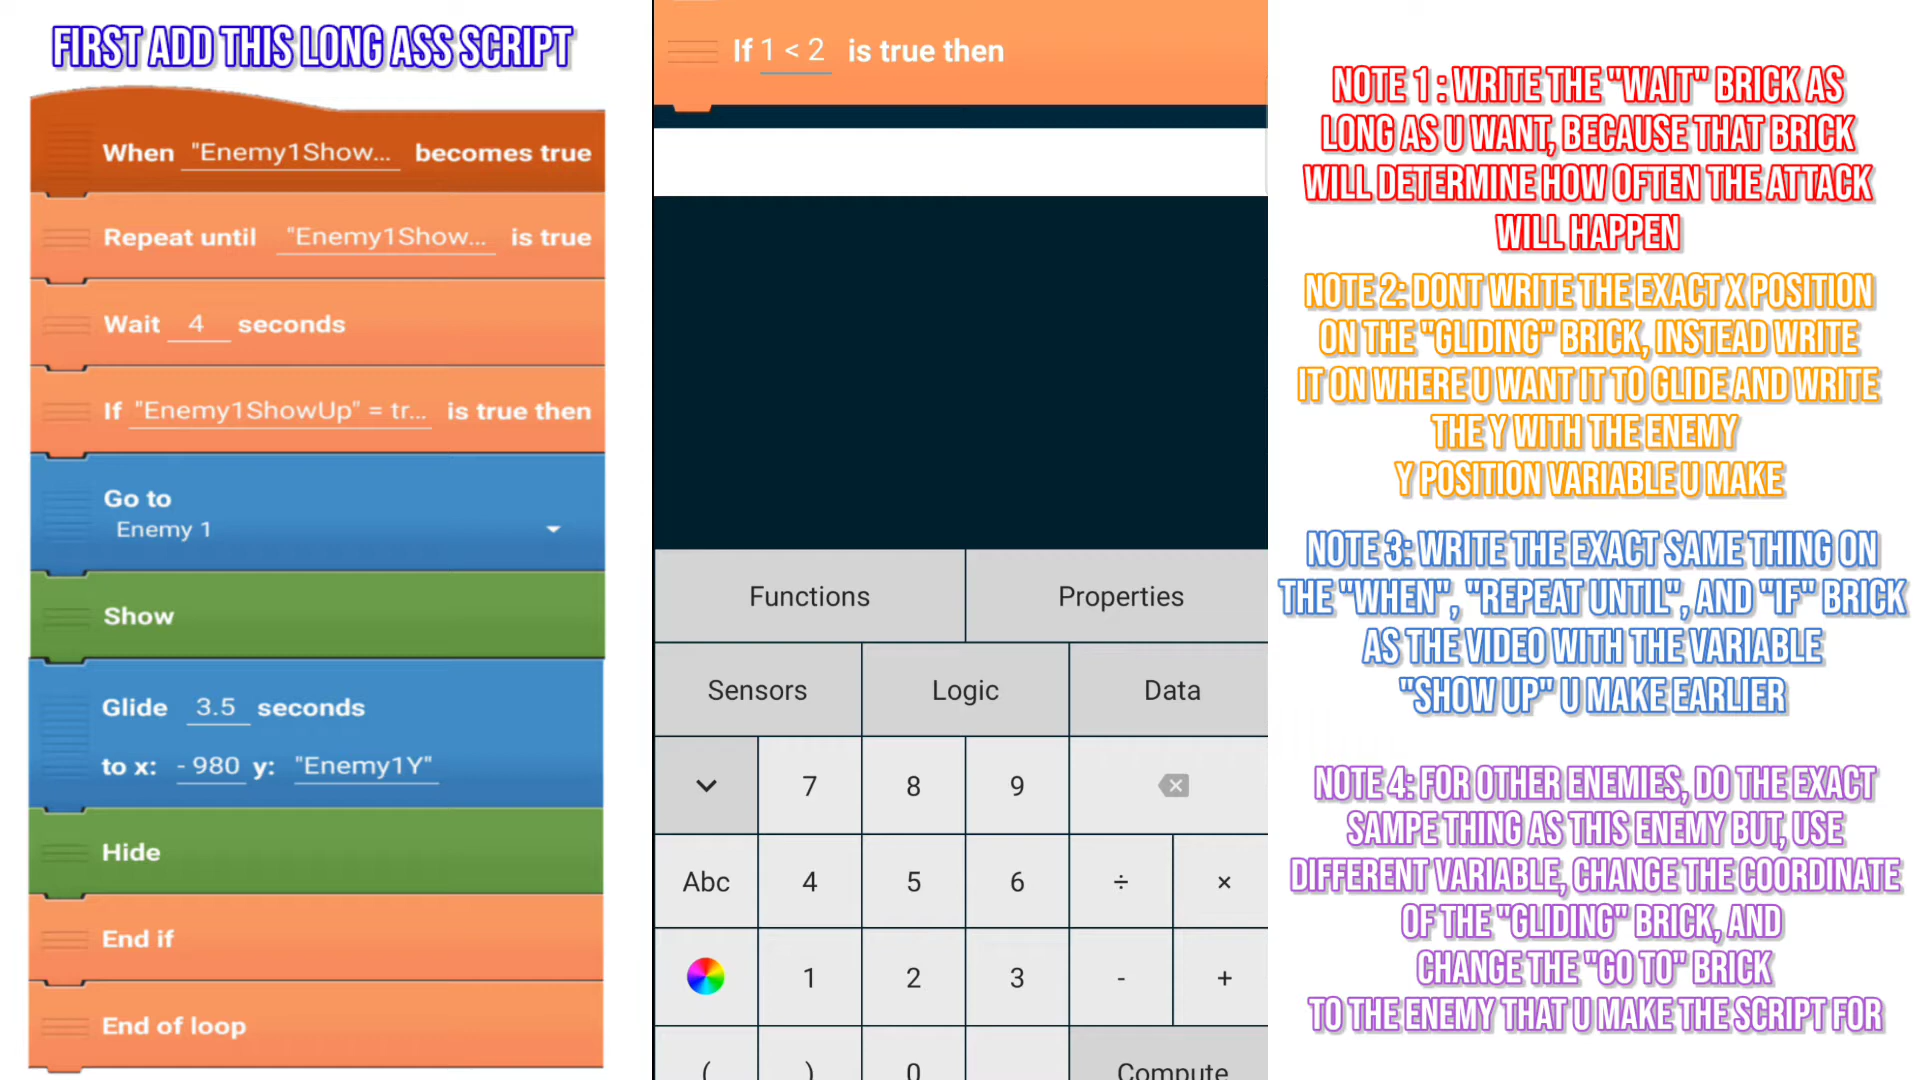 FIRST ADD THIS LONG ASS SCRIPT
When "Enemy1Show... becomes true
Repeat until "Enemy1Show... is true
Wait 4 seconds
If "Enemy1ShowUp" = tr... is true then
Go to
Enemy 1
Show
Glide 3.5 seconds
to x: - 980 y: "Enemy1Y"
Hide
End if
End of loop
If 1 < 2 is true then
Functions Properties
Sensors Logic Data
7 8 9
Abc 4 5 6 ÷ ×
1 2 3 - +
( ) 0 Compute
NOTE 1 : WRITE THE "WAIT" BRICK AS
LONG AS U WANT, BECAUSE THAT BRICK
WILL DETERMINE HOW OFTEN THE ATTACK
WILL HAPPEN
NOTE 2: DONT WRITE THE EXACT X POSITION
ON THE "GLIDING" BRICK, INSTEAD WRITE
IT ON WHERE U WANT IT TO GLIDE AND WRITE
THE Y WITH THE ENEMY
Y POSITION VARIABLE U MAKE
NOTE 3: WRITE THE EXACT SAME THING ON
THE "WHEN", "REPEAT UNTIL", AND "IF" BRICK
AS THE VIDEO WITH THE VARIABLE
"SHOW UP" U MAKE EARLIER
NOTE 4: FOR OTHER ENEMIES, DO THE EXACT
SAMPE THING AS THIS ENEMY BUT, USE
DIFFERENT VARIABLE, CHANGE THE COORDINATE
OF THE "GLIDING" BRICK, AND
CHANGE THE "GO TO" BRICK
TO THE ENEMY THAT U MAKE THE SCRIPT FOR